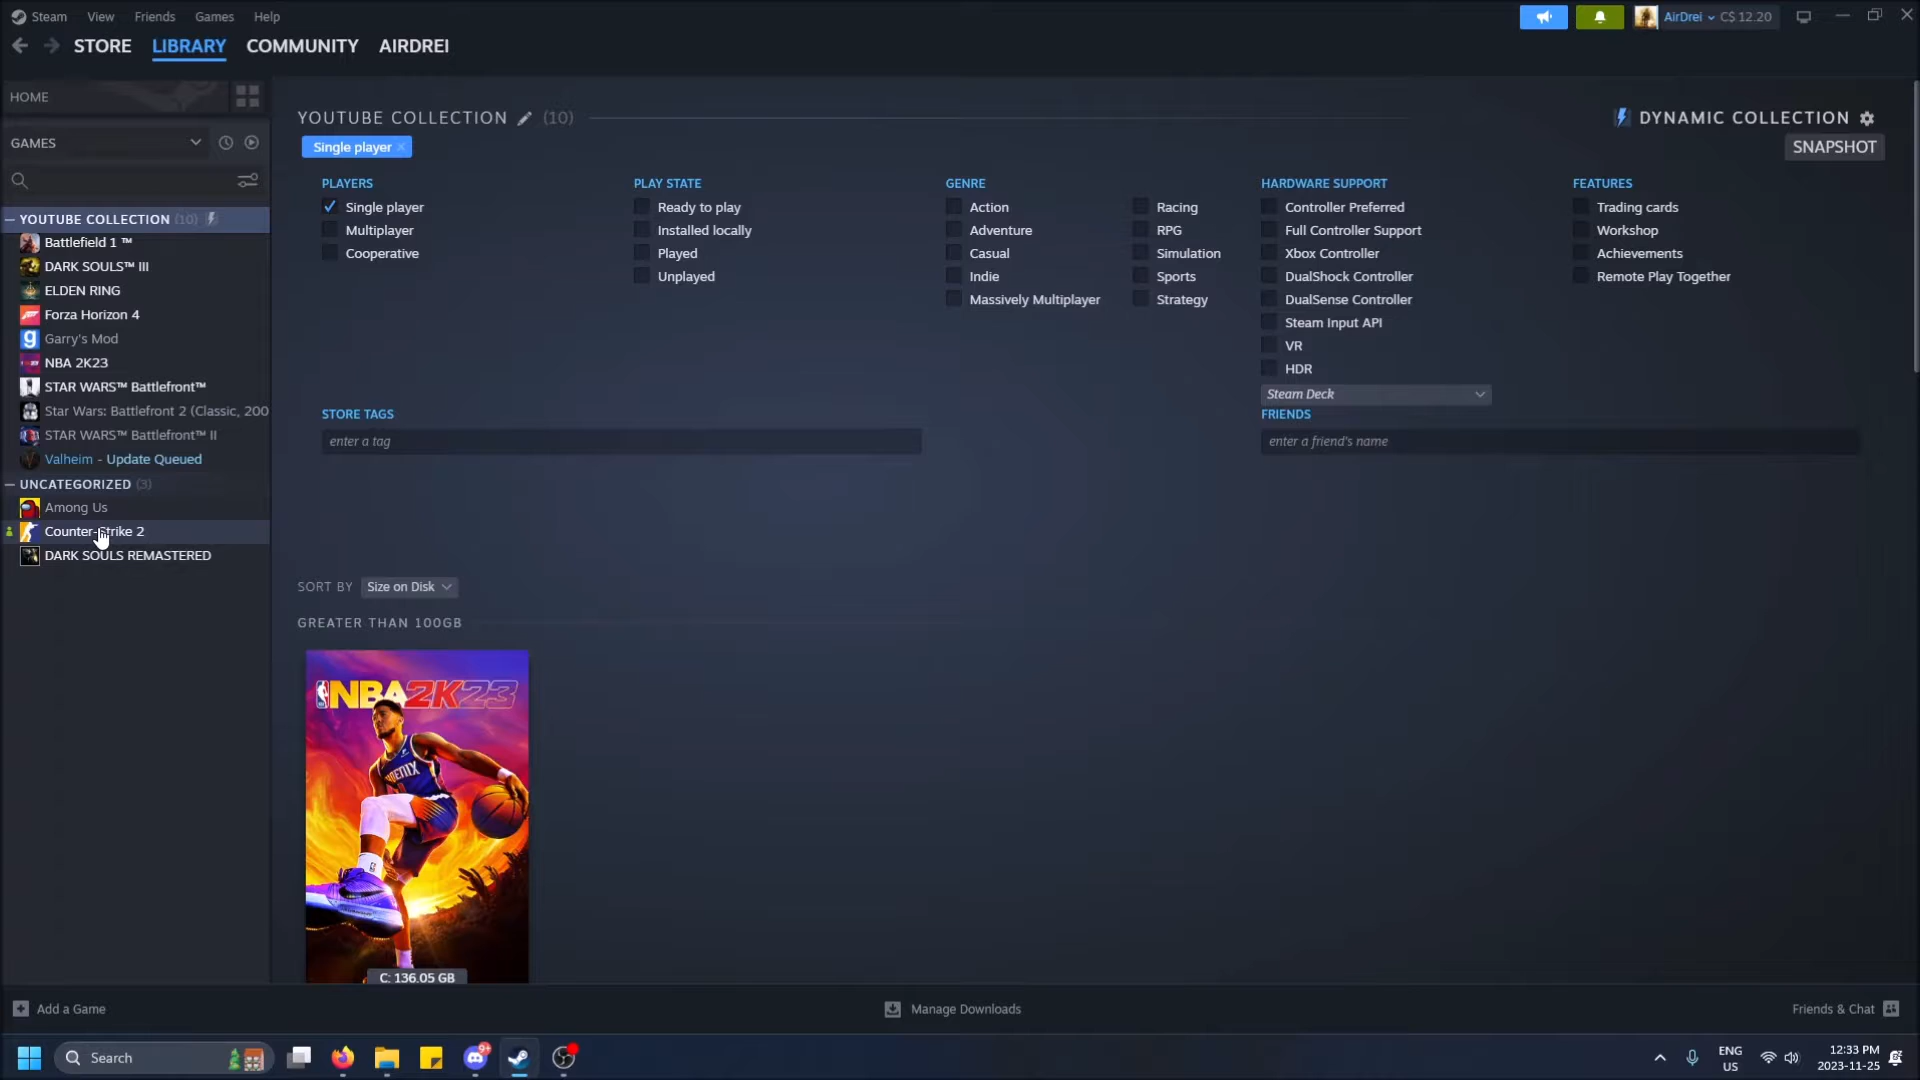 Steam View Friends Games Help
AirDrei C$ 12.20
STORE LIBRARY COMMUNITY AIRDREI
HOME
GAMES
YOUTUBE COLLECTION (10)
Battlefield 1 ™
DARK SOULS™ III
ELDEN RING
Forza Horizon 4
Garry's Mod
NBA 2K23
STAR WARS™ Battlefront™
Star Wars: Battlefront 2 (Classic, 200
STAR WARS™ Battlefront™ II
Valheim - Update Queued
UNCATEGORIZED (3)
Among Us
Counter-Strike 2
DARK SOULS REMASTERED
YOUTUBE COLLECTION (10)
DYNAMIC COLLECTION
Single player
SNAPSHOT
PLAYERS
Single player
Multiplayer
Cooperative
PLAY STATE
Ready to play
Installed locally
Played
Unplayed
GENRE
Action
Adventure
Casual
Indie
Massively Multiplayer
Racing
RPG
Simulation
Sports
Strategy
HARDWARE SUPPORT
Controller Preferred
Full Controller Support
Xbox Controller
DualShock Controller
DualSense Controller
Steam Input API
VR
HDR
Steam Deck
FEATURES
Trading cards
Workshop
Achievements
Remote Play Together
STORE TAGS
enter a tag
FRIENDS
enter a friend's name
SORT BY Size on Disk
GREATER THAN 100GB
NBA 2K23
PHOENIX
C: 136.05 GB
Add a Game
Manage Downloads
Friends & Chat
Search
9+
ENG
US
12:33 PM
2023-11-25